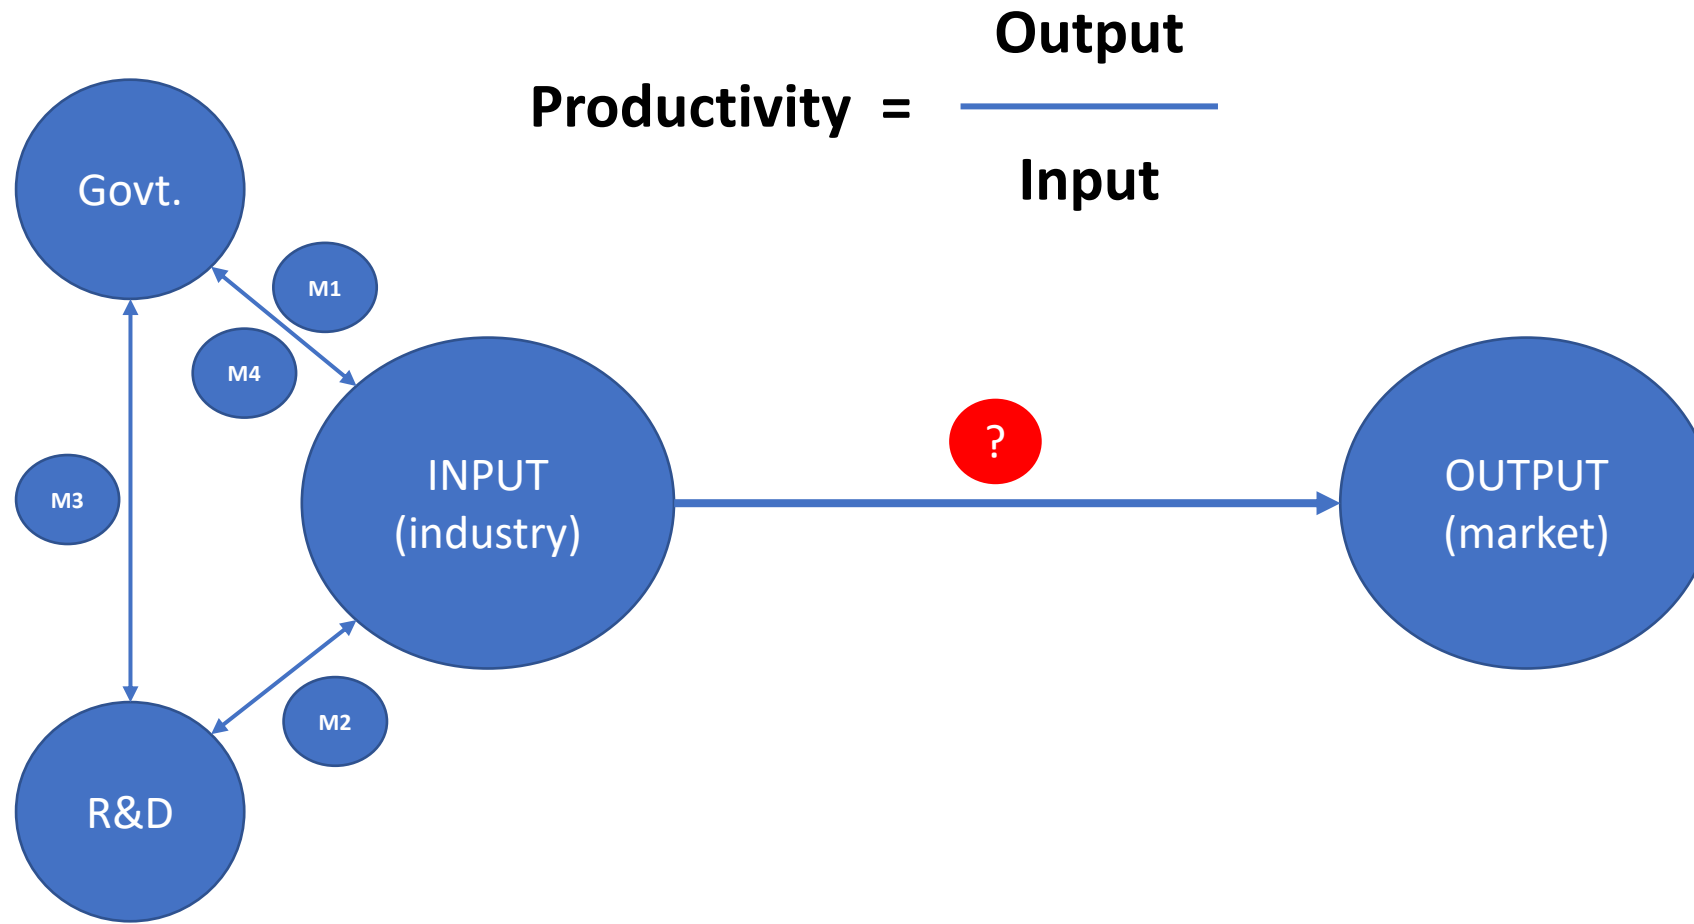 Output
Productivity =
Input
Govt.
M1
M4
INPUT
(industry)
?
OUTPUT
(market)
M3
M2
R&D